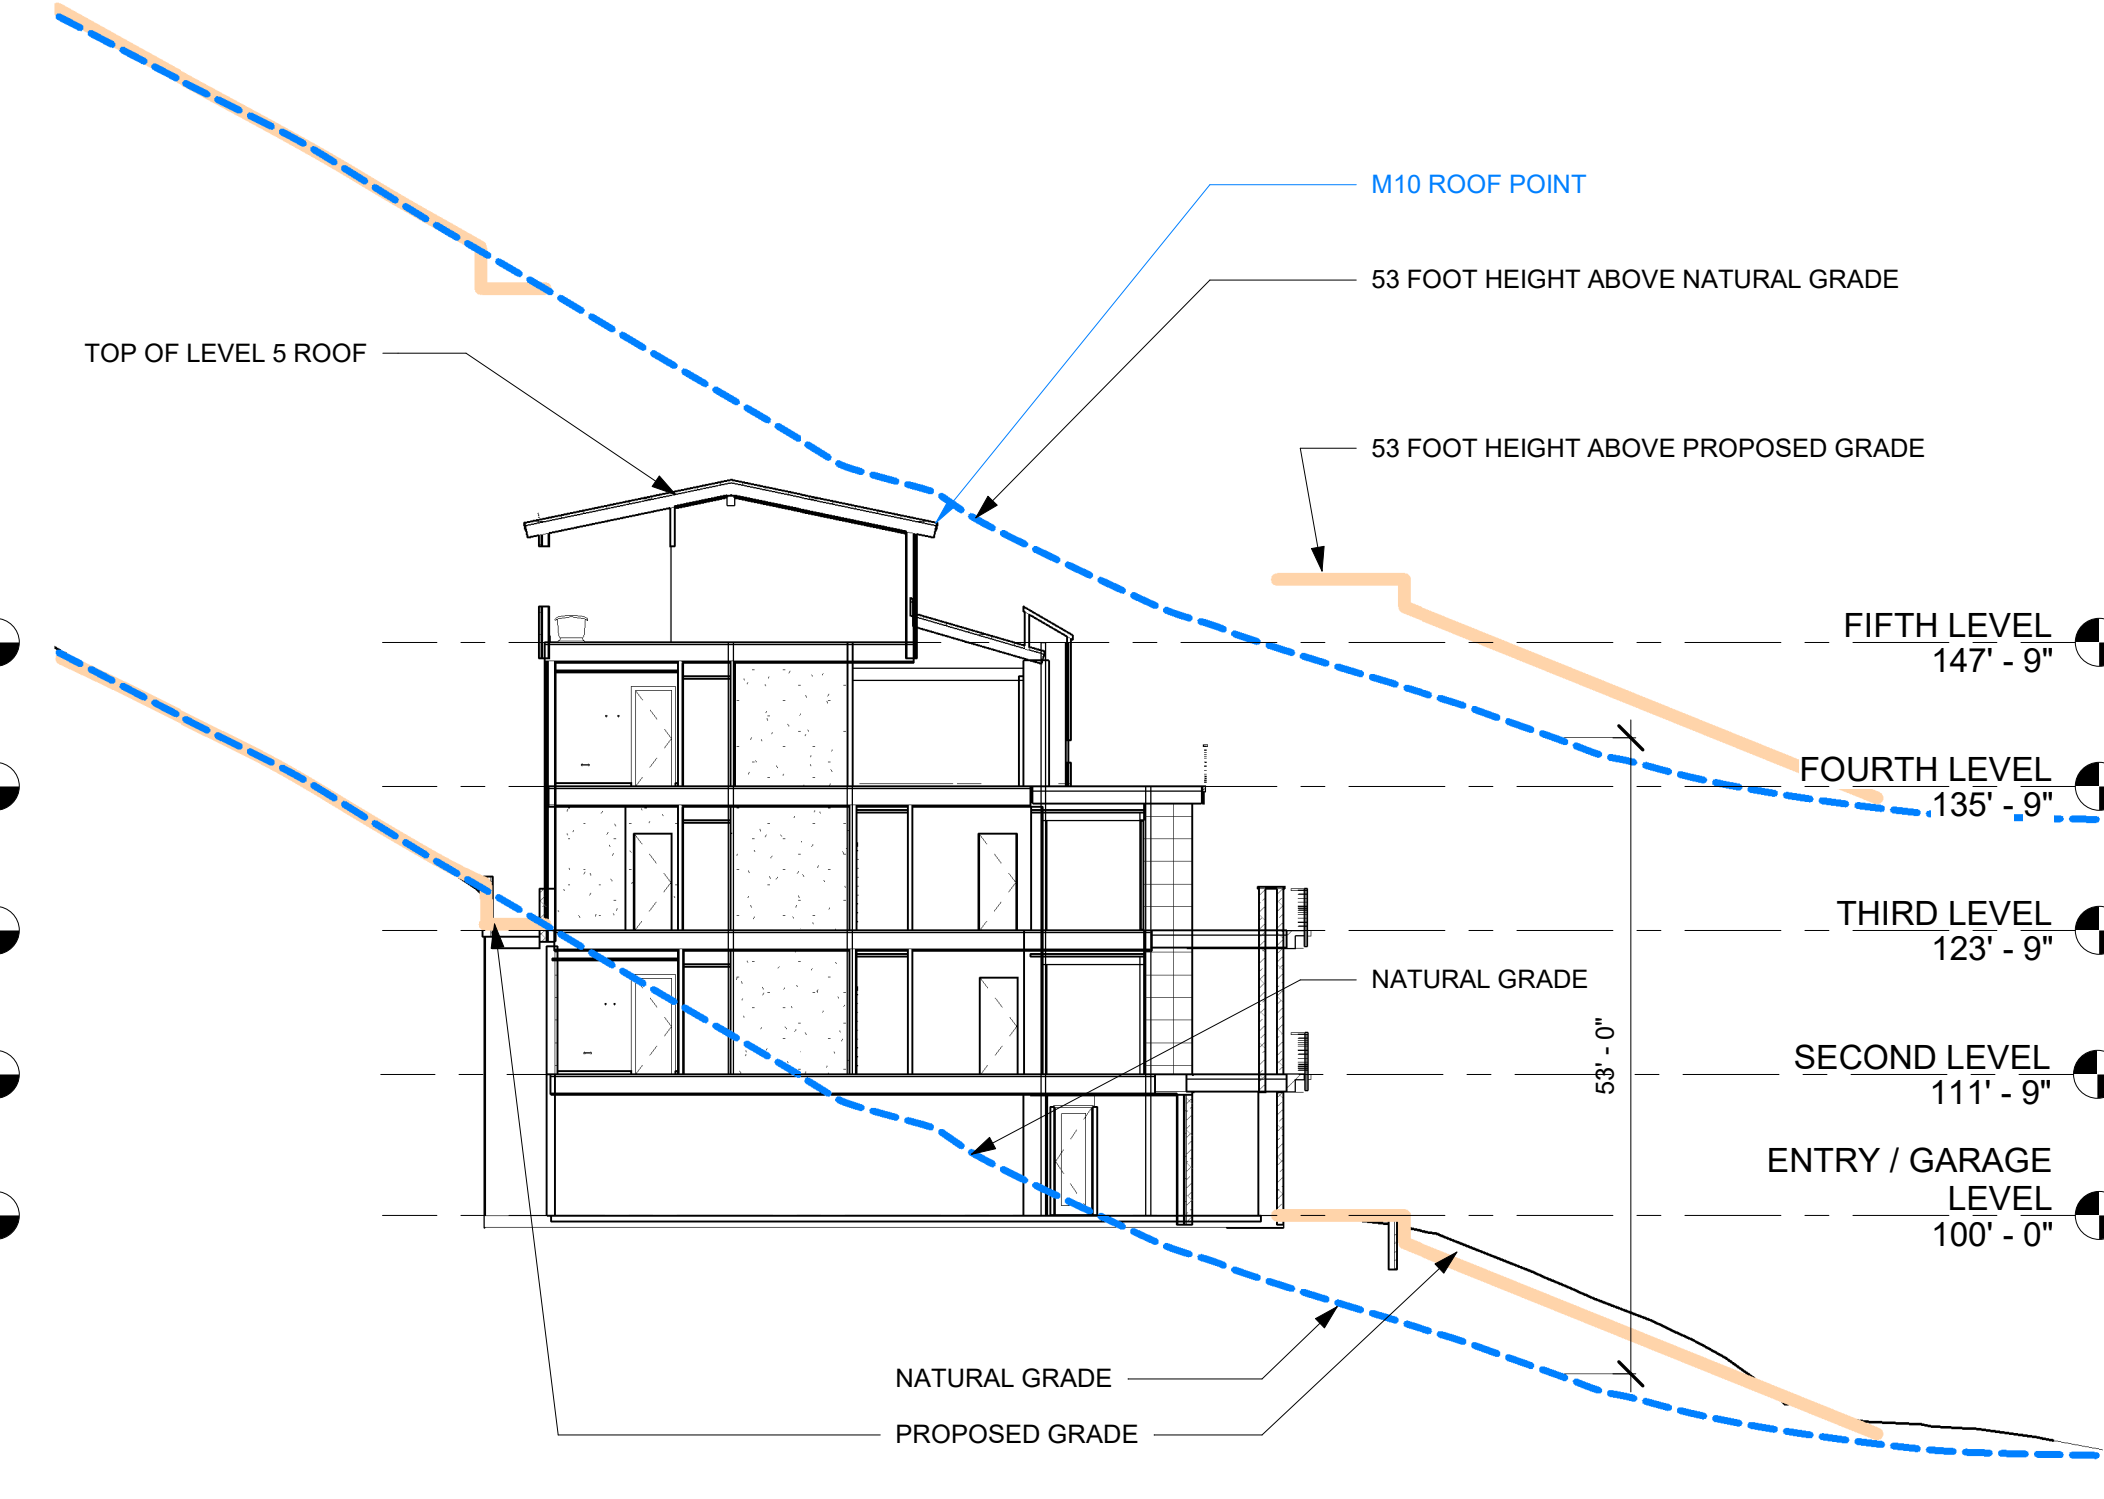 M10 ROOF POINT
53 FOOT HEIGHT ABOVE NATURAL GRADE
TOP OF LEVEL 5 ROOF
53 FOOT HEIGHT ABOVE PROPOSED GRADE
FIFTH LEVEL
147' - 9"
FOURTH LEVEL
135' - 9"
THIRD LEVEL
123' - 9"
NATURAL GRADE
53' - 0"
SECOND LEVEL
111' - 9"
ENTRY / GARAGE
LEVEL
100' - 0"
NATURAL GRADE
PROPOSED GRADE